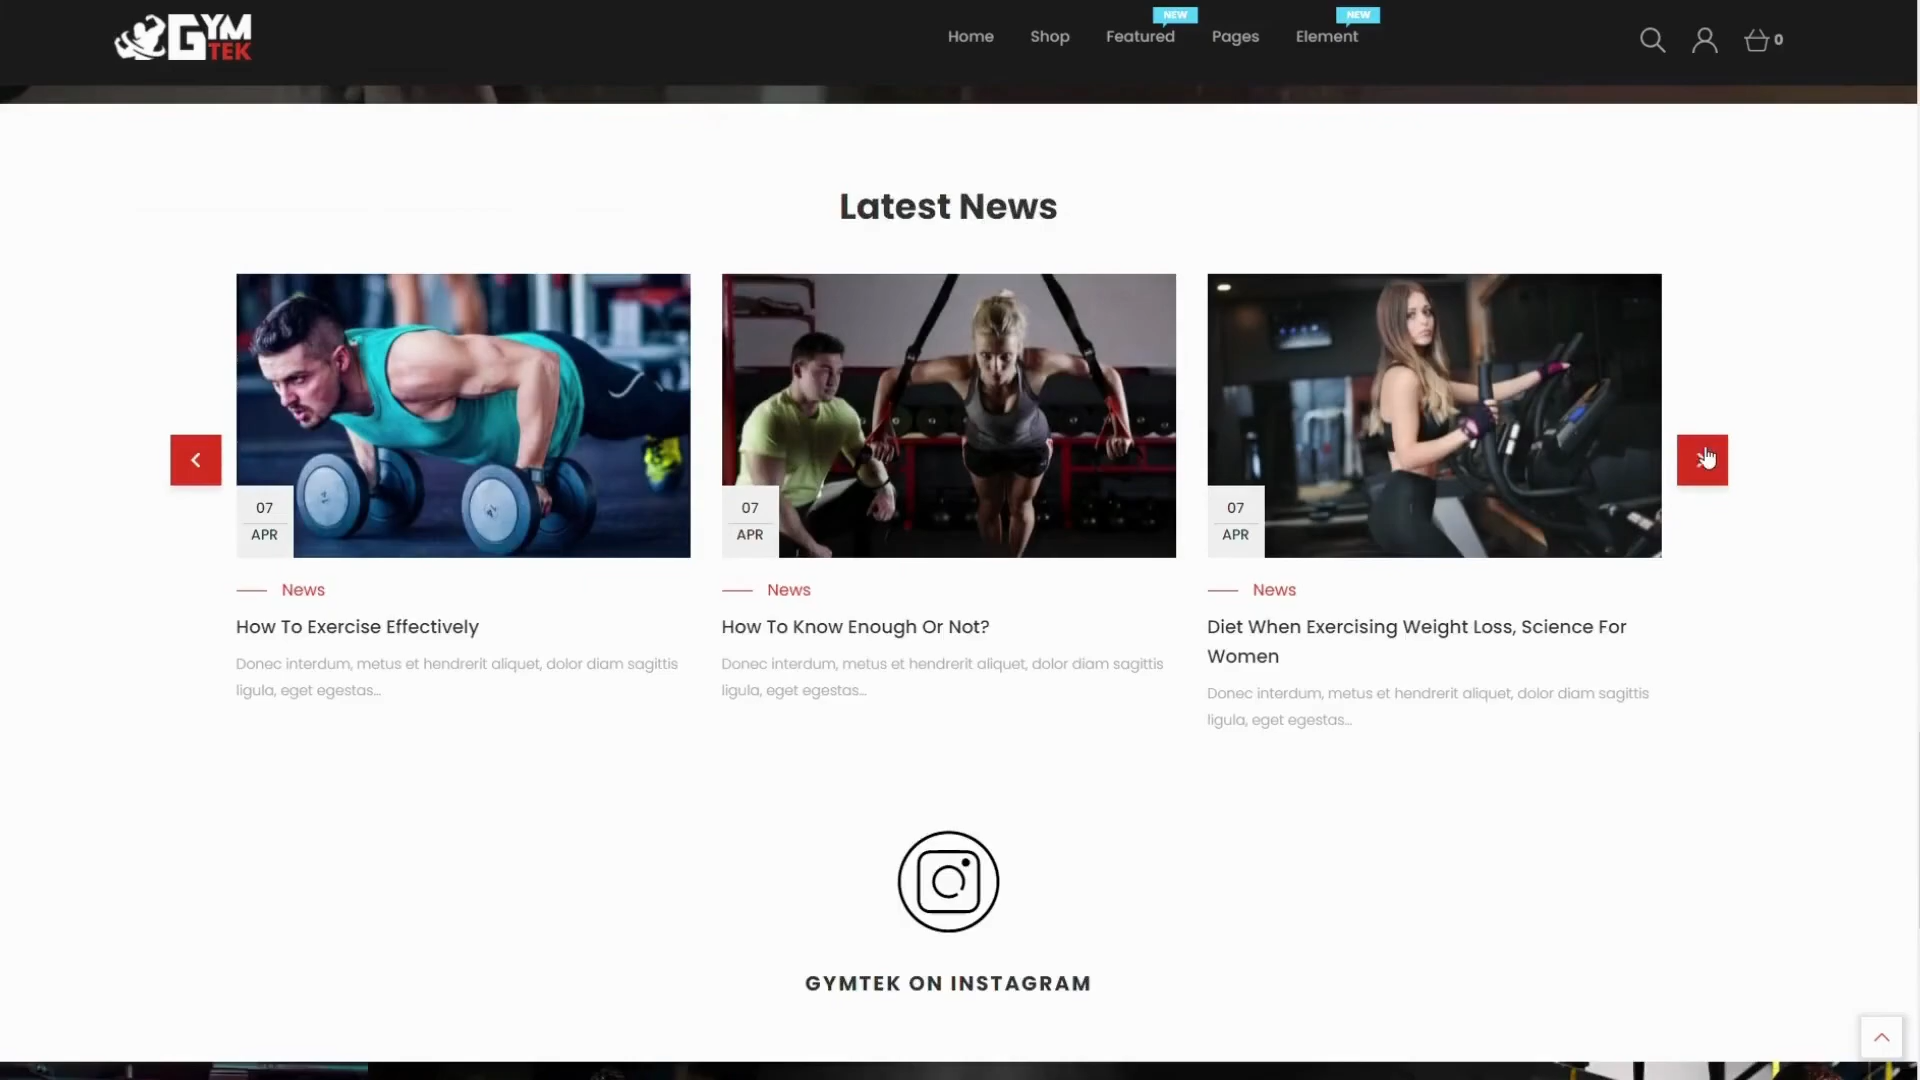 GYM
TEK
Home
Shop
Featured
NEW
Pages
Element
NEW
0
Latest News
07
APR
News
How To Exercise Effectively
Donec interdum, metus et hendrerit aliquet, dolor diam sagittis
ligula, eget egestas...
07
APR
News
How To Know Enough Or Not?
Donec interdum, metus et hendrerit aliquet, dolor diam sagittis
ligula, eget egestas...
07
APR
News
Diet When Exercising Weight Loss, Science For
Women
Donec interdum, metus et hendrerit aliquet, dolor diam sagittis
ligula, eget egestas...
GYMTEK ON INSTAGRAM